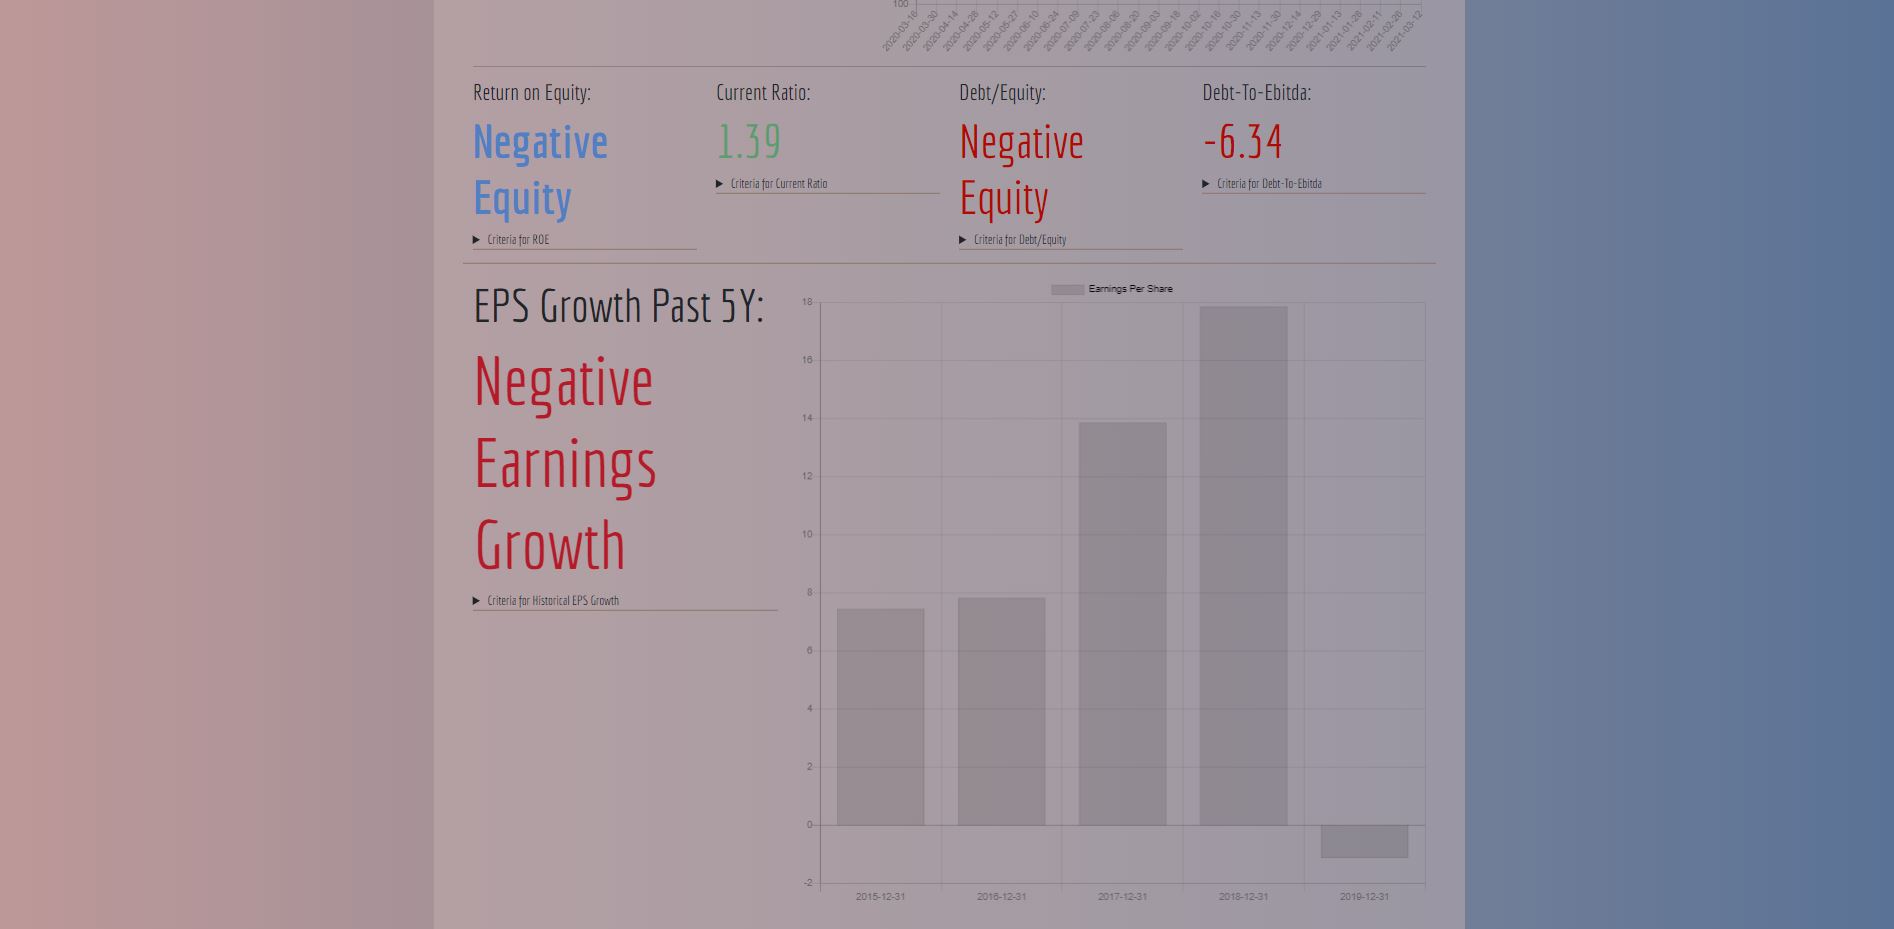 100
2020-03-16 2020-03-30 2020-04-14 2020-04-28 2020-05-12 2020-05-27 2020-06-10 2020-06-24 2020-07-09 2020-07-23 2020-08-06 2020-08-20 2020-09-03 2020-09-18 2020-10-02 2020-10-16 2020-10-30 2020-11-13 2020-11-30 2020-12-14 2020-12-29 2021-01-13 2021-01-28 2021-02-11 2021-02-26 2021-03-12
Return on Equity:
Negative
Equity
Criteria for ROE
Current Ratio:
1.39
Criteria for Current Ratio
Debt/Equity:
Negative
Equity
Criteria for Debt/Equity
Debt-To-Ebitda:
-6.34
Criteria for Debt-To-Ebitda
EPS Growth Past 5Y:
Negative
Earnings
Growth
Criteria for Historical EPS Growth
Earnings Per Share
18
16
14
12
10
8
6
4
2
0
-2
2015-12-31 2016-12-31 2017-12-31 2018-12-31 2019-12-31